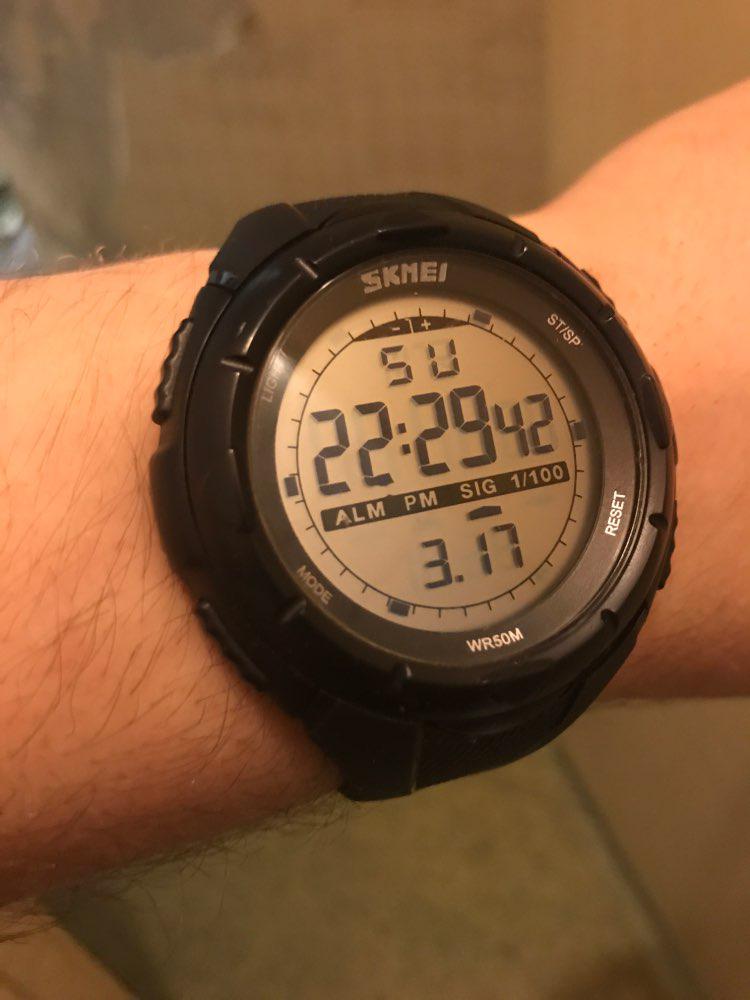 SKMEI
LIGHT
ST/SP
- +
SU
22:29 42
ALM PM SIG 1/100
3.17
MODE
RESET
WR50M